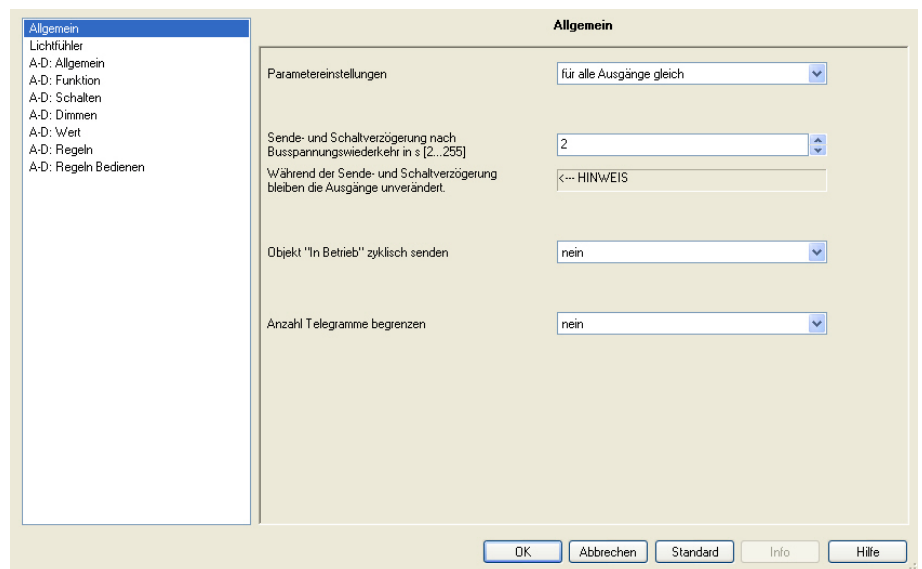 Allgemein
Lichtfühler
A-D: Allgemein
A-D: Funktion
A-D: Schalten
A-D: Dimmen
A-D: Wert
A-D: Regeln
A-D: Regeln Bedienen
Allgemein
Parametereinstellungen
für alle Ausgänge gleich
Sende- und Schaltverzögerung nach
Busspannungswiederkehr in s [2...255]
2
Während der Sende- und Schaltverzögerung
bleiben die Ausgänge unverändert.
<--- HINWEIS
Objekt "In Betrieb" zyklisch senden
nein
Anzahl Telegramme begrenzen
nein
OK
Abbrechen
Standard
Info
Hilfe